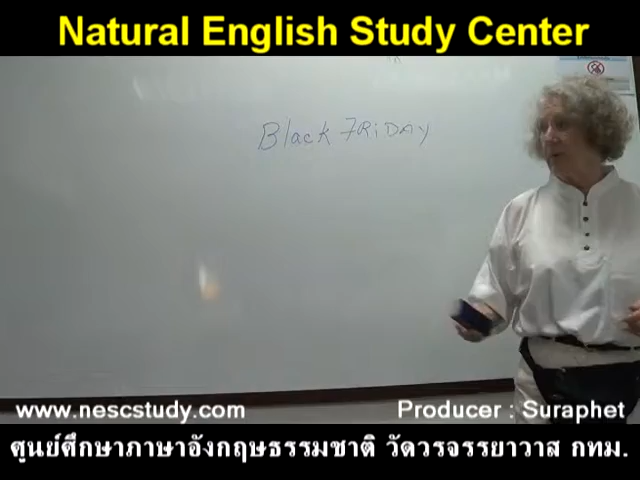 Natural English Study Center
Black FRiDAY
www.nescstudy.com
Producer : Suraphet
ศูนย์ศึกษาภาษาอังกฤษธรรมชาติ วัดวรจรรยาวาส กทม.